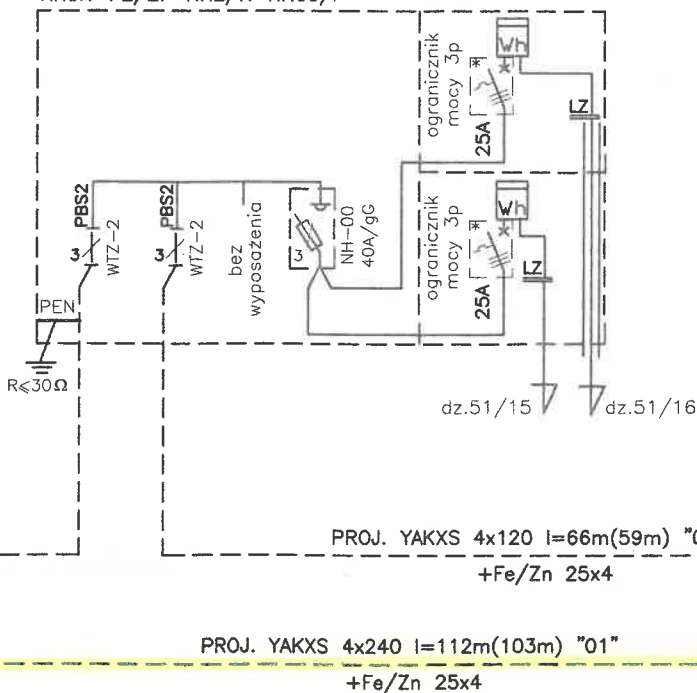 ogranicznik
mocy 3p
*
25A
Wh
LZ
PBS2
3
WTZ-2
PBS2
3
WTZ-2
bez
wyposażenia
3
NH-00
40A/gG
ogranicznik
mocy 3p
*
25A
Wh
LZ
PEN
R≤30Ω
dz.51/15
dz.51/16
PROJ. YAKXS 4x120 l=66m(59m)
+Fe/Zn 25x4
PROJ. YAKXS 4x240 l=112m(103m) "01"
+Fe/Zn 25x4